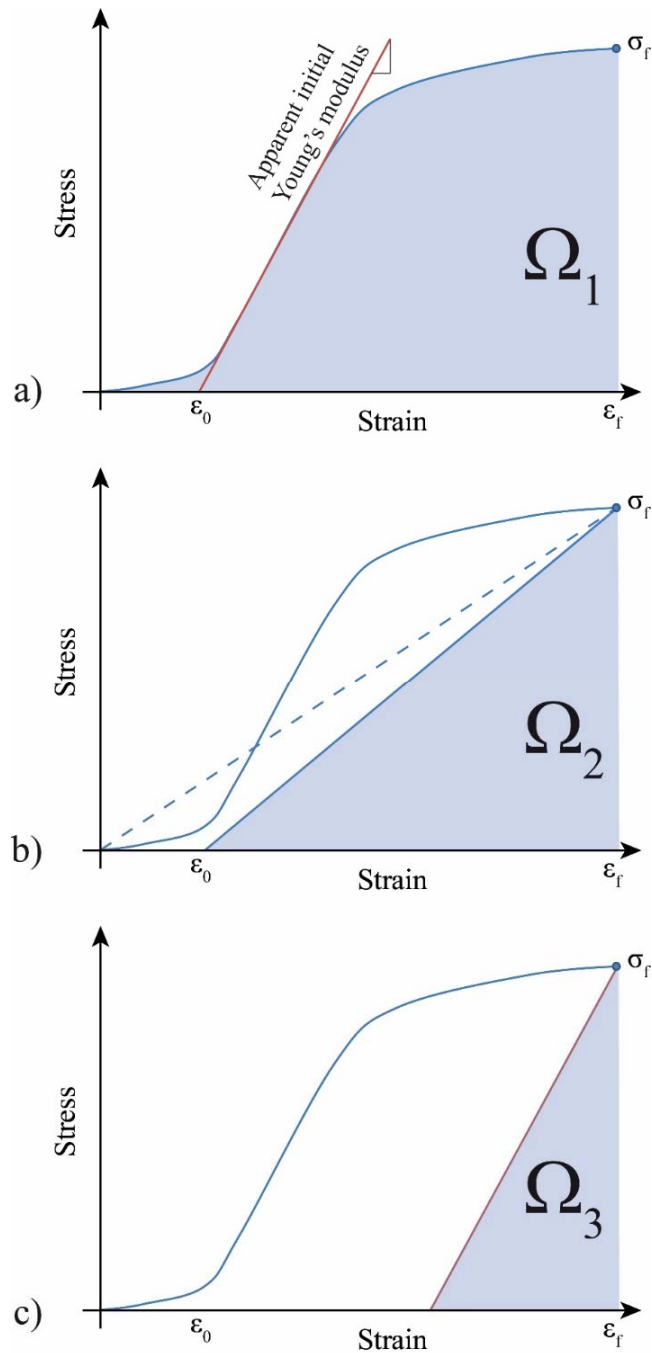 σf
Apparent initial
Young's modulus
Stress
Ω1
a)
ε0
Strain
εf
σf
Stress
Ω2
b)
ε0
Strain
εf
σf
Stress
Ω3
c)
ε0
Strain
εf